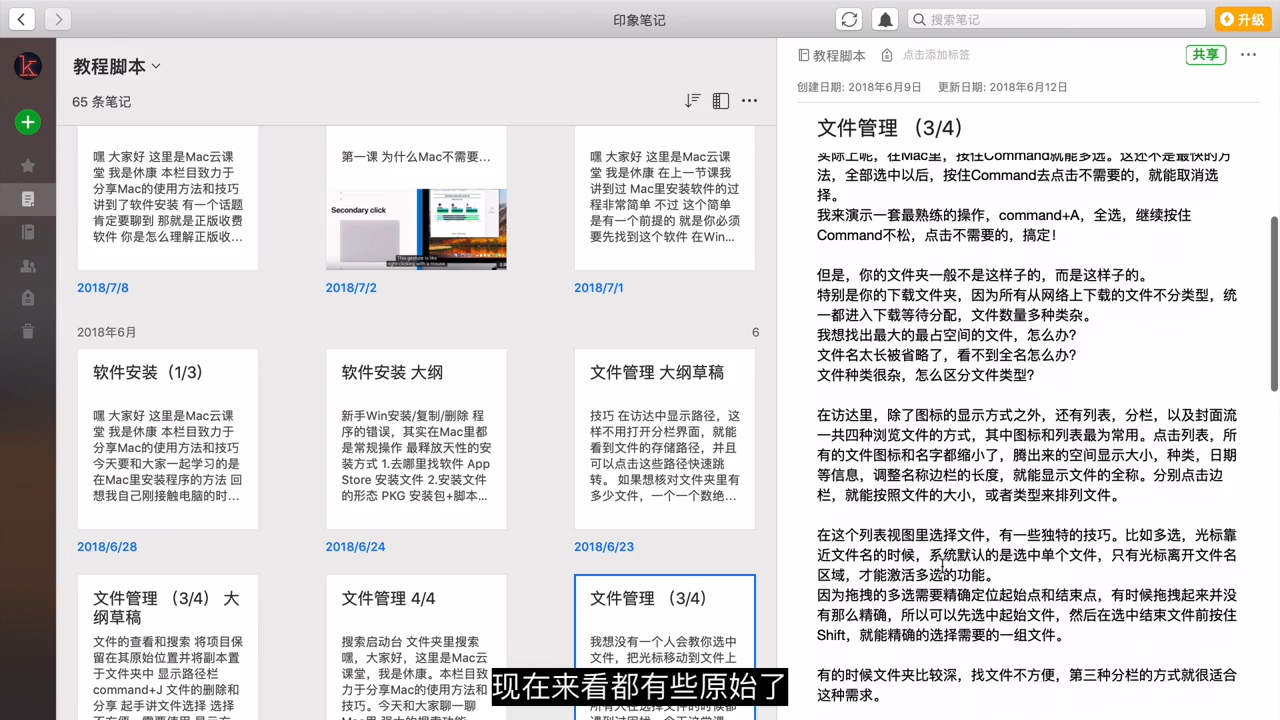 印象笔记
搜索笔记
升级
教程脚本
65 条笔记
嘿 大家好 这里是Mac云课
堂 我是休康 本栏目致力于
分享Mac的使用方法和技巧
讲到了软件安装 有一个话题
肯定要聊到 那就是正版收费
软件 你是怎么理解正版收...
2018/7/8
第一课 为什么Mac不需要...
Secondary click
This gesture is like
right-clicking with a mouse
2018/7/2
嘿 大家好 这里是Mac云课
堂 我是休康 在上一节课我
讲到过 Mac里安装软件的过
程非常简单 不过 这个简单
是有一个前提的 就是你必须
要先找到这个软件 在Win...
2018/7/1
2018年6月
6
软件安装（1/3）
嘿 大家好 这里是Mac云课
堂 我是休康 本栏目致力于
分享Mac的使用方法和技巧
今天要和大家一起学习的是
在Mac里安装程序的方法 回
想我自己刚接触电脑的时...
2018/6/28
软件安装 大纲
新手Win安装/复制/删除 程
序的错误，其实在Mac里都
是常规操作 最释放天性的安
装方式 1.去哪里找软件 App
Store 安装文件 2.安装文件
的形态 PKG 安装包+脚本...
2018/6/24
文件管理 大纲草稿
技巧 在访达中显示路径，这
样不用打开分栏界面，就能
看到文件的存储路径，并且
可以点击这些路径快速跳
转。 如果想核对文件夹里有
多少文件，一个一个数绝...
2018/6/23
文件管理 （3/4） 大
纲草稿
文件的查看和搜索 将项目保
留在其原始位置并将副本置
于文件夹中 显示路径栏
command+J 文件的删除和
分享 起手讲文件选择 选择
文件管理 4/4
搜索启动台 文件夹里搜索
嘿，大家好，这里是Mac云
课堂，我是休康。本栏目致
力于分享Mac的使用方法和
技巧。今天和大家聊一聊
文件管理 （3/4）
我想没有一个人会教你选中
文件，把光标移动到文件上
教程脚本
点击添加标签
共享
创建日期: 2018年6月9日 更新日期: 2018年6月12日
文件管理 （3/4）
实际上呢，在Mac里，按住Command就能多选。这还不是最快的方
法，全部选中以后，按住Command去点击不需要的，就能取消选
择。
我来演示一套最熟练的操作，command+A，全选，继续按住
Command不松，点击不需要的，搞定！
但是，你的文件夹一般不是这样子的，而是这样子的。
特别是你的下载文件夹，因为所有从网络上下载的文件不分类型，统
一都进入下载等待分配，文件数量多种类杂。
我想找出最大的最占空间的文件，怎么办？
文件名太长被省略了，看不到全名怎么办？
文件种类很杂，怎么区分文件类型？
在访达里，除了图标的显示方式之外，还有列表，分栏，以及封面流
一共四种浏览文件的方式，其中图标和列表最为常用。点击列表，所
有的文件图标和名字都缩小了，腾出来的空间显示大小，种类，日期
等信息，调整名称边栏的长度，就能显示文件的全称。分别点击边
栏，就能按照文件的大小，或者类型来排列文件。
在这个列表视图里选择文件，有一些独特的技巧。比如多选，光标靠
近文件名的时候，系统默认的是选中单个文件，只有光标离开文件名
区域，才能激活多选的功能。
因为拖拽的多选需要精确定位起始点和结束点，有时候拖拽起来并没
有那么精确，所以可以先选中起始文件，然后在选中结束文件前按住
Shift，就能精确的选择需要的一组文件。
有的时候文件夹比较深，找文件不方便，第三种分栏的方式就很适合
这种需求。
现在来看都有些原始了